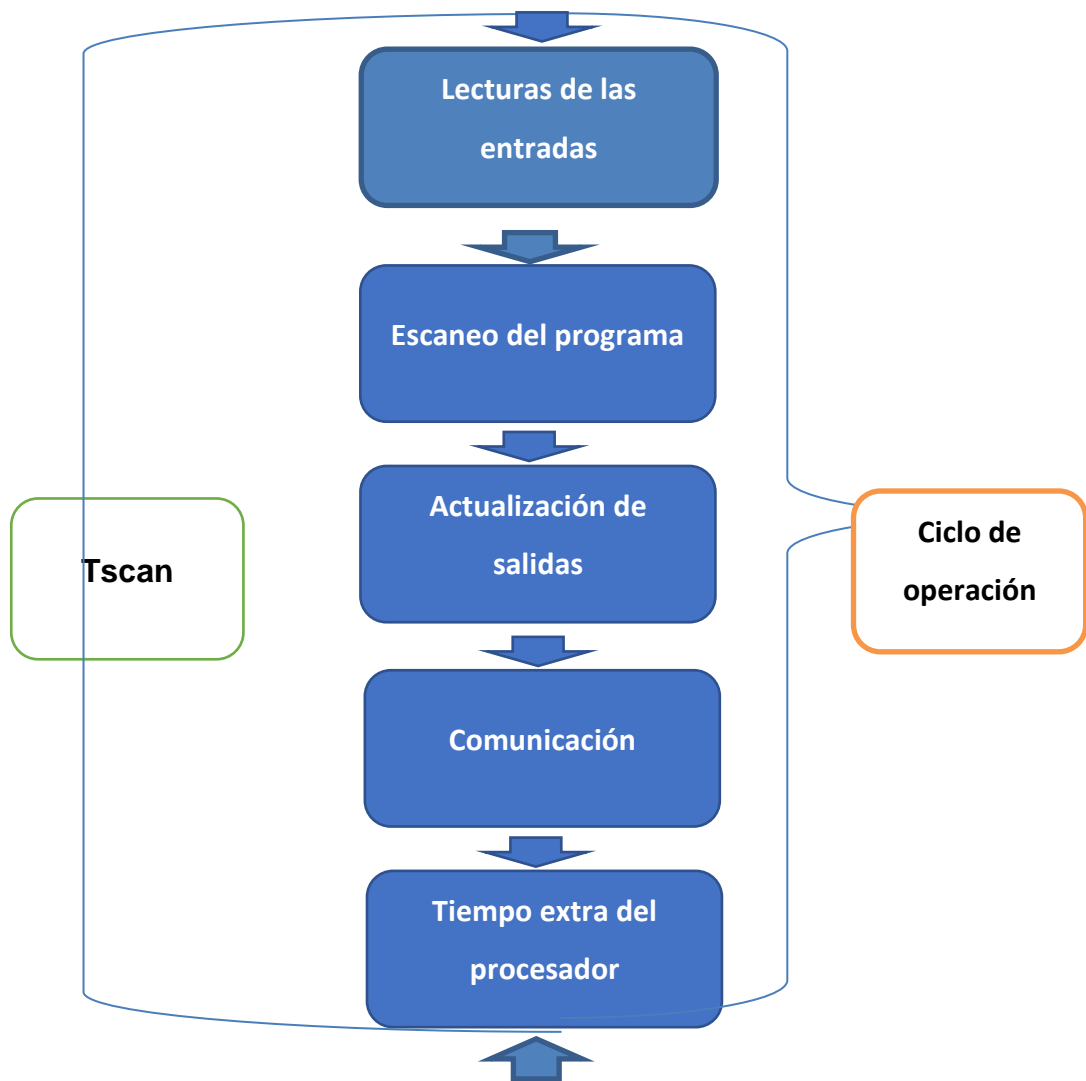 Lecturas de las
entradas
Escaneo del programa
Actualización de
salidas
Tscan
Ciclo de
operación
Comunicación
Tiempo extra del
procesador